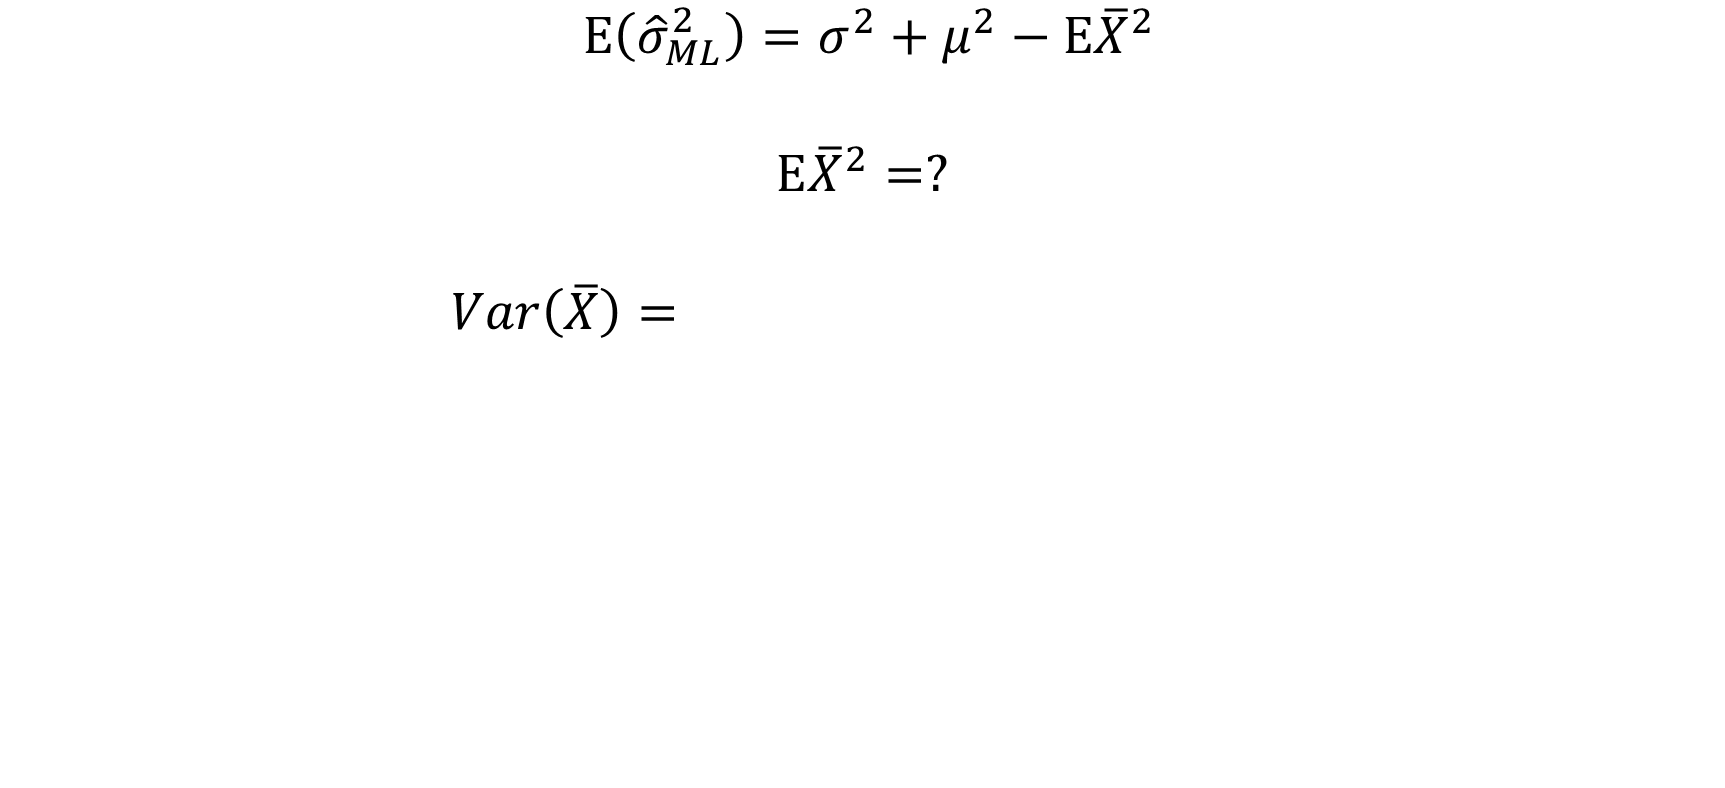 E(σ̂²_ML) = σ² + μ² − EX̄²
EX̄² =?
Var(X̄) =